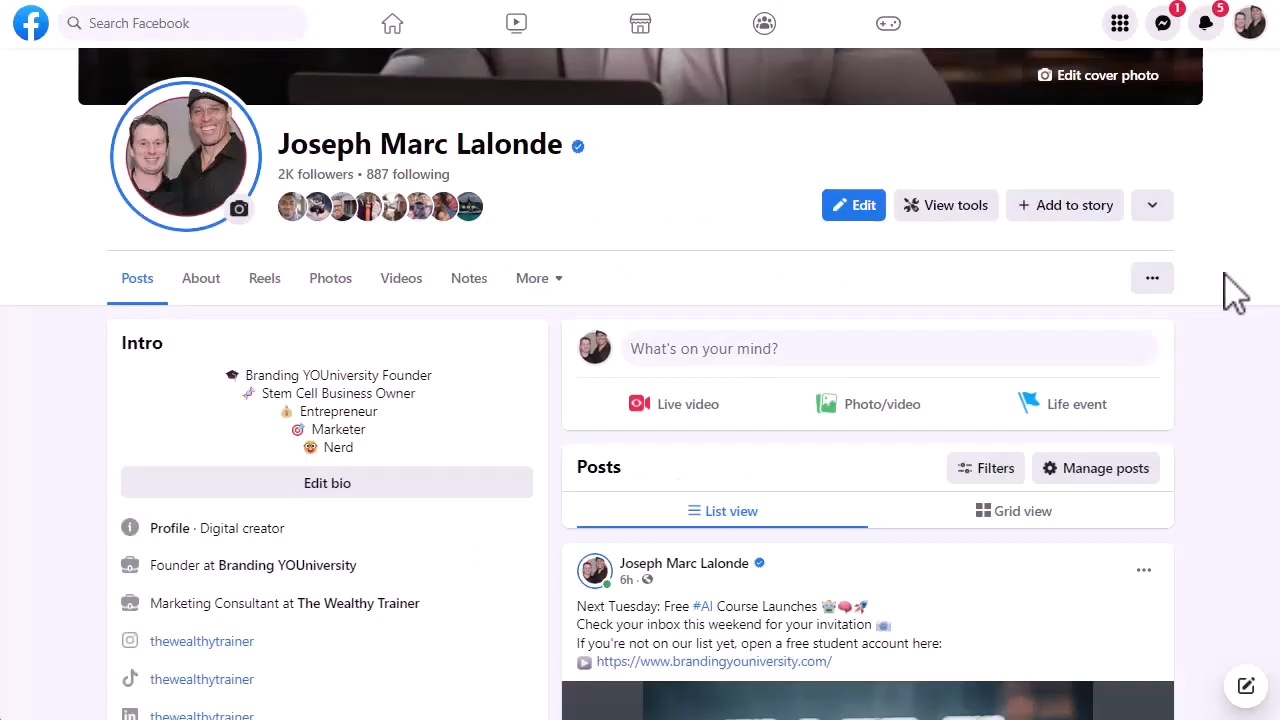 Search Facebook
1
5
Edit cover photo
Joseph Marc Lalonde
2K followers • 887 following
Edit
View tools
+ Add to story
Posts
About
Reels
Photos
Videos
Notes
More
Intro
Branding YOUniversity Founder
Stem Cell Business Owner
Entrepreneur
Marketer
Nerd
Edit bio
Profile · Digital creator
Founder at Branding YOUniversity
Marketing Consultant at The Wealthy Trainer
thewealthytrainer
thewealthytrainer
thewealthytrainer
What's on your mind?
Live video
Photo/video
Life event
Posts
Filters
Manage posts
List view
Grid view
Joseph Marc Lalonde
6h ·
Next Tuesday: Free #AI Course Launches
Check your inbox this weekend for your invitation
If you're not on our list yet, open a free student account here:
https://www.brandingyouniversity.com/